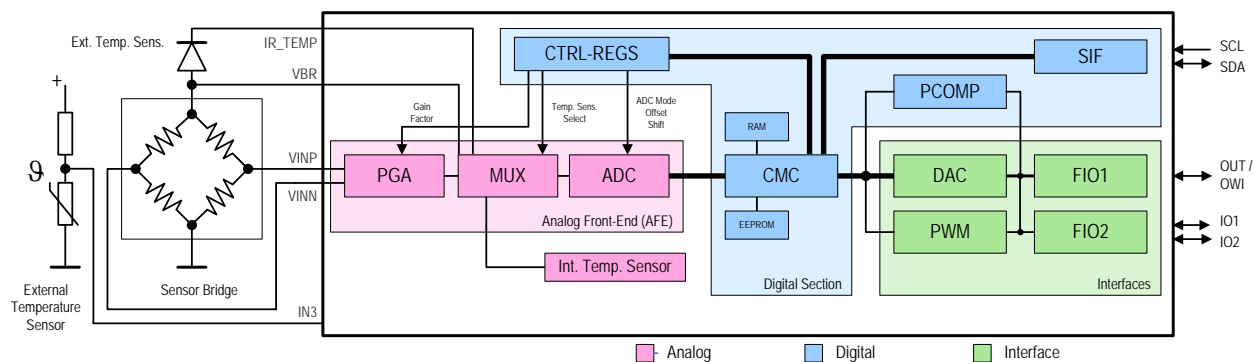 Ext. Temp. Sens.
IR_TEMP
VBR
+
ϑ
VINP
VINN
External
Temperature
Sensor
Sensor Bridge
IN3
CTRL-REGS
SIF
SCL
SDA
PCOMP
Gain
Factor
Temp. Sens.
Select
ADC Mode
Offset
Shift
RAM
PGA
MUX
ADC
CMC
DAC
FIO1
OUT /
OWI
Analog Front-End (AFE)
EEPROM
PWM
FIO2
IO1
IO2
Int. Temp. Sensor
Digital Section
Interfaces
Analog
Digital
Interface